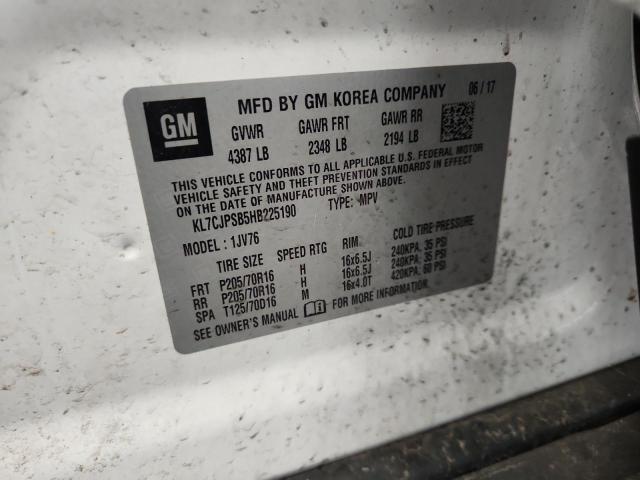 GM
MFD BY GM KOREA COMPANY 06 / 17
GVWR GAWR FRT GAWR RR
4387 LB 2348 LB 2194 LB
THIS VEHICLE CONFORMS TO ALL APPLICABLE U.S. FEDERAL MOTOR
VEHICLE SAFETY AND THEFT PREVENTION STANDARDS IN EFFECT
ON THE DATE OF MANUFACTURE SHOWN ABOVE.
KL7CJPSB5HB225190 TYPE: MPV
MODEL : 1JV76
TIRE SIZE SPEED RTG RIM COLD TIRE
FRT P205/70R16 H 16x6.5J 240KPA, 35 PSI
RR P205/70R16 H 16x6.5J 240KPA, 35 PSI
SPA T125/70D16 M 16x4.0T 420KPA, 60 PSI
SEE OWNER'S MANUAL FOR MORE INFORMATION